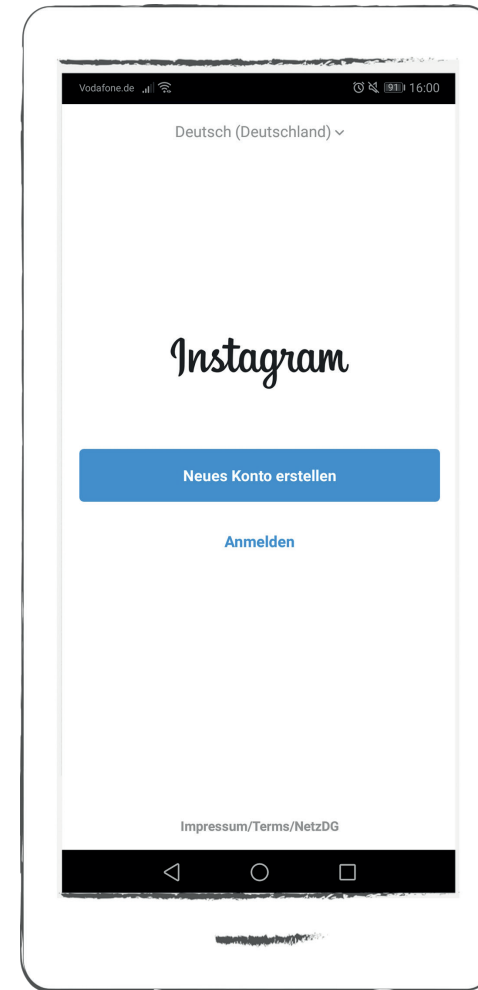 Vodafone.de 91 16:00
Deutsch (Deutschland)
Instagram
Neues Konto erstellen
Anmelden
Impressum/Terms/NetzDG